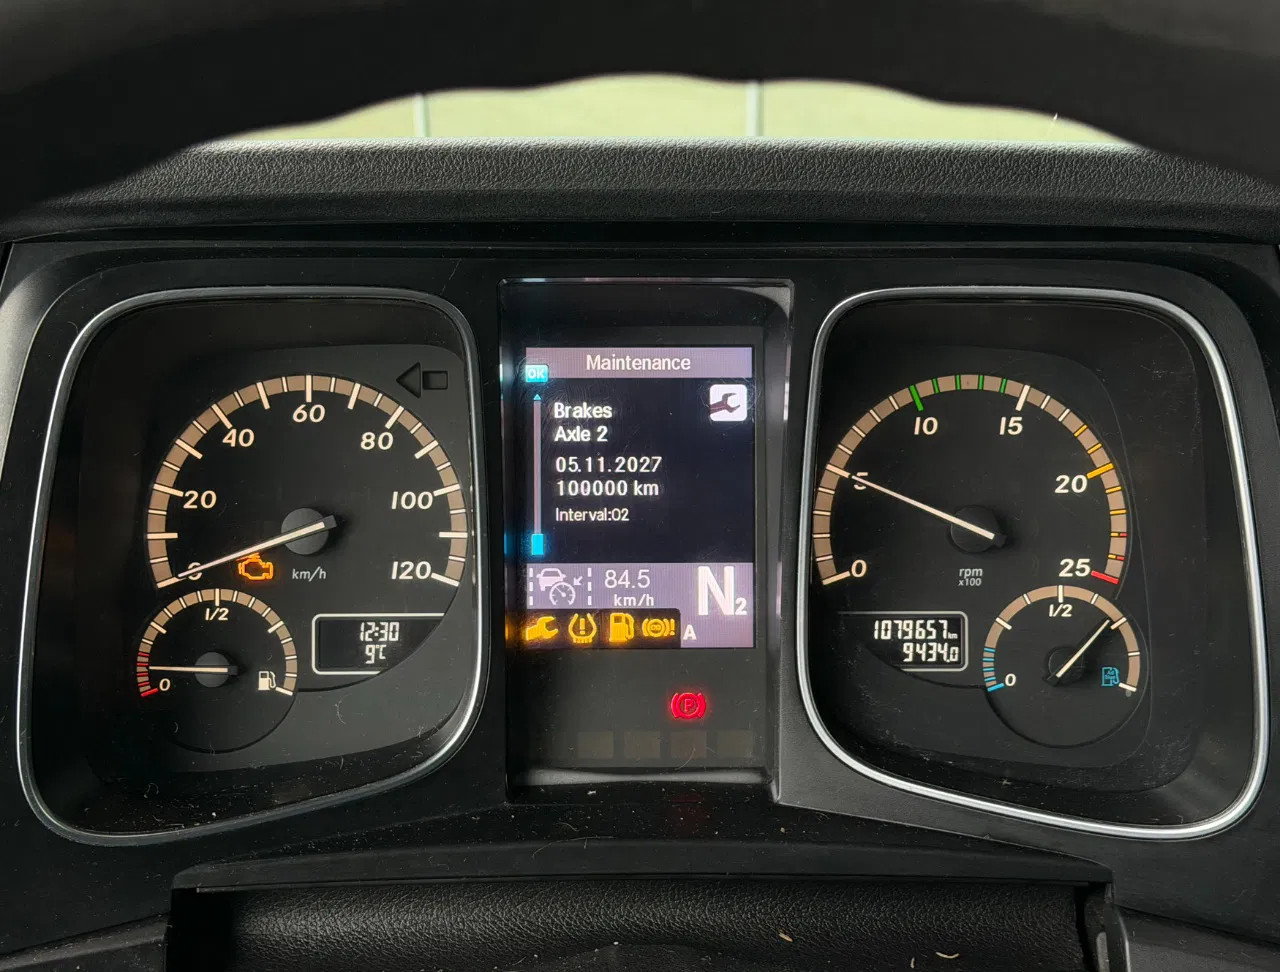 Maintenance
OK
Brakes
Axle 2
05.11.2027
100000 km
Interval:02
84.5
km/h
N2
A
P
0
20
40
60
80
100
120
km/h
0
1/2
12:30
9°C
0
5
10
15
20
25
rpm
x100
1079657 km
9434.0
0
1/2